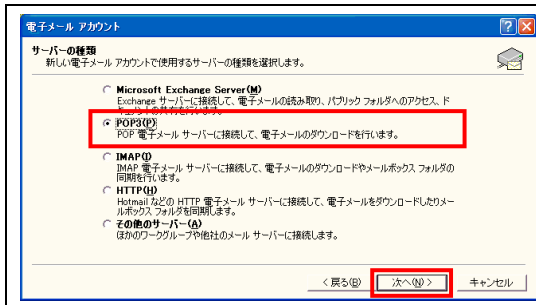 電子メール アカウント
サーバーの種類
新しい電子メール アカウントで使用するサーバーの種類を選択します。
Microsoft Exchange Server(M)
Exchange サーバーに接続して、電子メールの読み取り、パブリック フォルダへのアクセス、ド
キュメントの共有を行います。
POP3(P)
POP 電子メール サーバーに接続して、電子メールのダウンロードを行います。
IMAP(I)
IMAP 電子メール サーバーに接続して、電子メールのダウンロードやメールボックス フォルダの
同期を行います。
HTTP(H)
Hotmail などの HTTP 電子メール サーバーに接続して、電子メールをダウンロードしたりメー
ルボックス フォルダを同期します。
その他のサーバー(A)
ほかのワークグループや他社のメール サーバーに接続します。
< 戻る(B) 次へ(N) > キャンセル